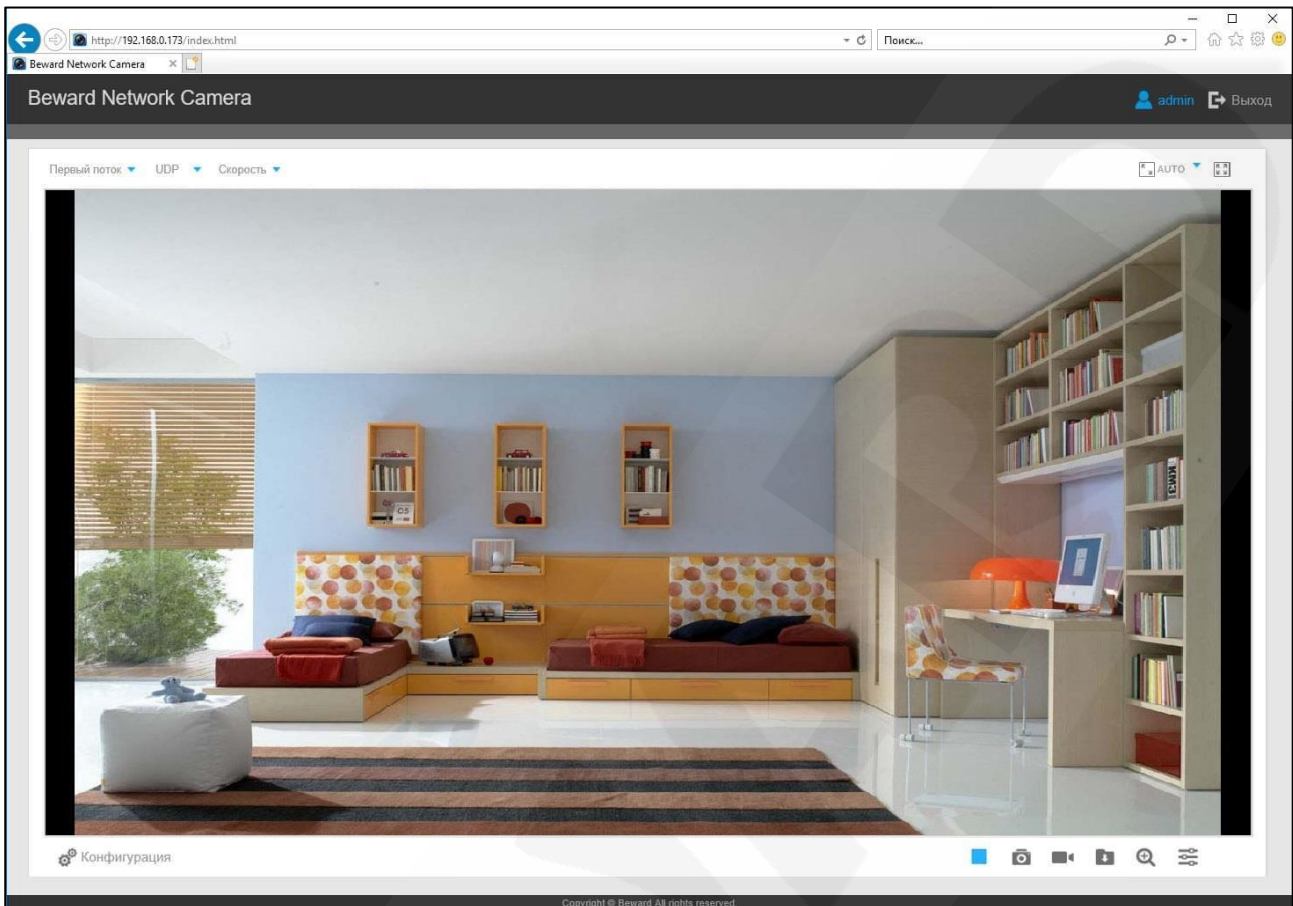 http://192.168.0.173/index.html
Поиск...
Beward Network Camera
Beward Network Camera
admin
Выход
Первый поток
UDP
Скорость
AUTO
05
Конфигурация
Copyright © Beward All rights reserved